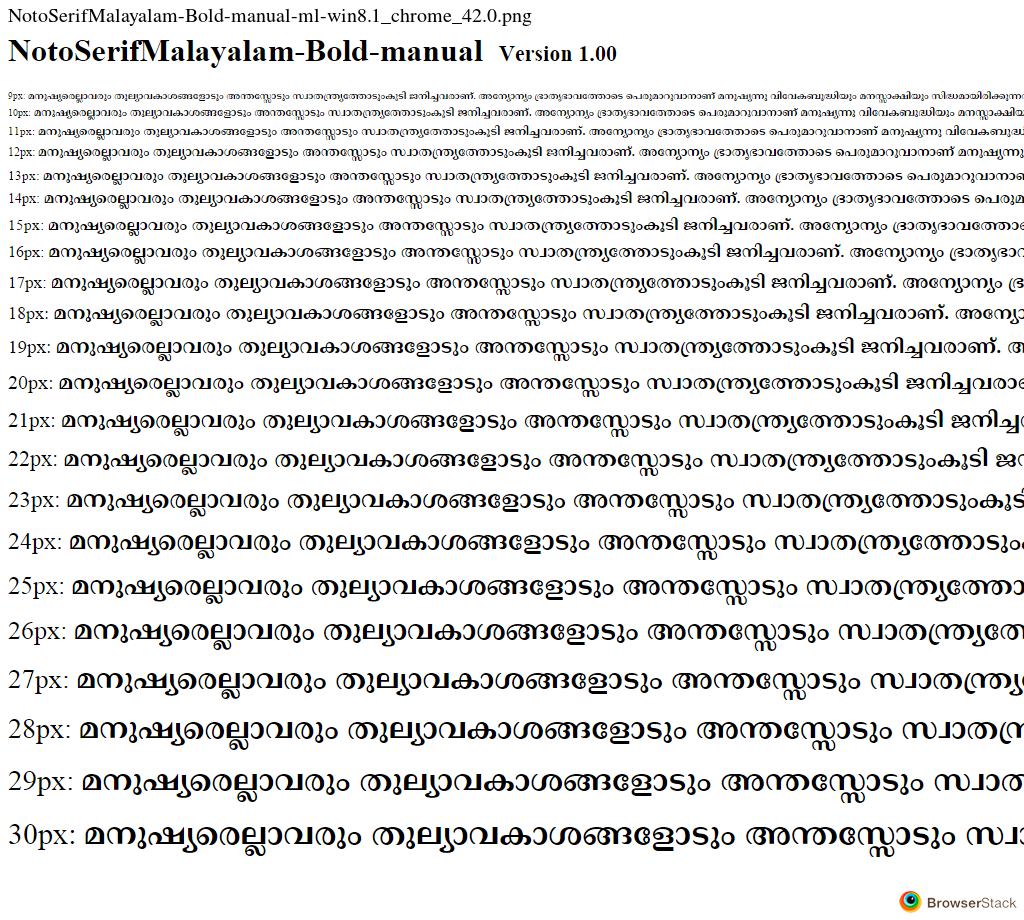 NotoSerifMalayalam-Bold-manual-ml-win8.1_chrome_42.0.png
NotoSerifMalayalam-Bold-manual Version 1.00
9px: മനുഷ്യരെല്ലാവരും തുല്യാവകാശങ്ങളോടും അന്തസ്സോടും സ്വാതന്ത്ര്യത്തോടുംകൂടി ജനിച്ചവരാണ്. അന്യോന്യം ഭ്രാതൃഭാവത്തോടെ പെരുമാറുവാനാണ് മനുഷ്യന്നു വിവേകബുദ്ധിയും മനസ്സാക്ഷിയും സിദ്ധമായിരിക്കുന്ന
10px: മനുഷ്യരെല്ലാവരും തുല്യാവകാശങ്ങളോടും അന്തസ്സോടും സ്വാതന്ത്ര്യത്തോടുംകൂടി ജനിച്ചവരാണ്. അന്യോന്യം ഭ്രാതൃഭാവത്തോടെ പെരുമാറുവാനാണ് മനുഷ്യന്നു വിവേകബുദ്ധിയും മനസ്സാക്ഷിയ
11px: മനുഷ്യരെല്ലാവരും തുല്യാവകാശങ്ങളോടും അന്തസ്സോടും സ്വാതന്ത്ര്യത്തോടുംകൂടി ജനിച്ചവരാണ്. അന്യോന്യം ഭ്രാതൃഭാവത്തോടെ പെരുമാറുവാനാണ് മനുഷ്യന്നു വിവേകബുദ്ധ
12px: മനുഷ്യരെല്ലാവരും തുല്യാവകാശങ്ങളോടും അന്തസ്സോടും സ്വാതന്ത്ര്യത്തോടുംകൂടി ജനിച്ചവരാണ്. അന്യോന്യം ഭ്രാതൃഭാവത്തോടെ പെരുമാറുവാനാണ് മനുഷ്യന്നു
13px: മനുഷ്യരെല്ലാവരും തുല്യാവകാശങ്ങളോടും അന്തസ്സോടും സ്വാതന്ത്ര്യത്തോടുംകൂടി ജനിച്ചവരാണ്. അന്യോന്യം ഭ്രാതൃഭാവത്തോടെ പെരുമാറുവാനാ
14px: മനുഷ്യരെല്ലാവരും തുല്യാവകാശങ്ങളോടും അന്തസ്സോടും സ്വാതന്ത്ര്യത്തോടുംകൂടി ജനിച്ചവരാണ്. അന്യോന്യം ഭ്രാതൃഭാവത്തോടെ പെരുമ
15px: മനുഷ്യരെല്ലാവരും തുല്യാവകാശങ്ങളോടും അന്തസ്സോടും സ്വാതന്ത്ര്യത്തോടുംകൂടി ജനിച്ചവരാണ്. അന്യോന്യം ഭ്രാതൃഭാവത്തോ
16px: മനുഷ്യരെല്ലാവരും തുല്യാവകാശങ്ങളോടും അന്തസ്സോടും സ്വാതന്ത്ര്യത്തോടുംകൂടി ജനിച്ചവരാണ്. അന്യോന്യം ഭ്രാതൃഭാവ
17px: മനുഷ്യരെല്ലാവരും തുല്യാവകാശങ്ങളോടും അന്തസ്സോടും സ്വാതന്ത്ര്യത്തോടുംകൂടി ജനിച്ചവരാണ്. അന്യോന്യം ഭ്ര
18px: മനുഷ്യരെല്ലാവരും തുല്യാവകാശങ്ങളോടും അന്തസ്സോടും സ്വാതന്ത്ര്യത്തോടുംകൂടി ജനിച്ചവരാണ്. അന്യോ
19px: മനുഷ്യരെല്ലാവരും തുല്യാവകാശങ്ങളോടും അന്തസ്സോടും സ്വാതന്ത്ര്യത്തോടുംകൂടി ജനിച്ചവരാണ്. അ
20px: മനുഷ്യരെല്ലാവരും തുല്യാവകാശങ്ങളോടും അന്തസ്സോടും സ്വാതന്ത്ര്യത്തോടുംകൂടി ജനിച്ചവരാ
21px: മനുഷ്യരെല്ലാവരും തുല്യാവകാശങ്ങളോടും അന്തസ്സോടും സ്വാതന്ത്ര്യത്തോടുംകൂടി ജനിച്ച
22px: മനുഷ്യരെല്ലാവരും തുല്യാവകാശങ്ങളോടും അന്തസ്സോടും സ്വാതന്ത്ര്യത്തോടുംകൂടി ജന
23px: മനുഷ്യരെല്ലാവരും തുല്യാവകാശങ്ങളോടും അന്തസ്സോടും സ്വാതന്ത്ര്യത്തോടുംകൂട
24px: മനുഷ്യരെല്ലാവരും തുല്യാവകാശങ്ങളോടും അന്തസ്സോടും സ്വാതന്ത്ര്യത്തോടും
25px: മനുഷ്യരെല്ലാവരും തുല്യാവകാശങ്ങളോടും അന്തസ്സോടും സ്വാതന്ത്ര്യത്തോ
26px: മനുഷ്യരെല്ലാവരും തുല്യാവകാശങ്ങളോടും അന്തസ്സോടും സ്വാതന്ത്ര്യത്തെ
27px: മനുഷ്യരെല്ലാവരും തുല്യാവകാശങ്ങളോടും അന്തസ്സോടും സ്വാതന്ത്ര്യ
28px: മനുഷ്യരെല്ലാവരും തുല്യാവകാശങ്ങളോടും അന്തസ്സോടും സ്വാതന്ത്ര
29px: മനുഷ്യരെല്ലാവരും തുല്യാവകാശങ്ങളോടും അന്തസ്സോടും സ്വാത
30px: മനുഷ്യരെല്ലാവരും തുല്യാവകാശങ്ങളോടും അന്തസ്സോടും സ്വാ
BrowserStack